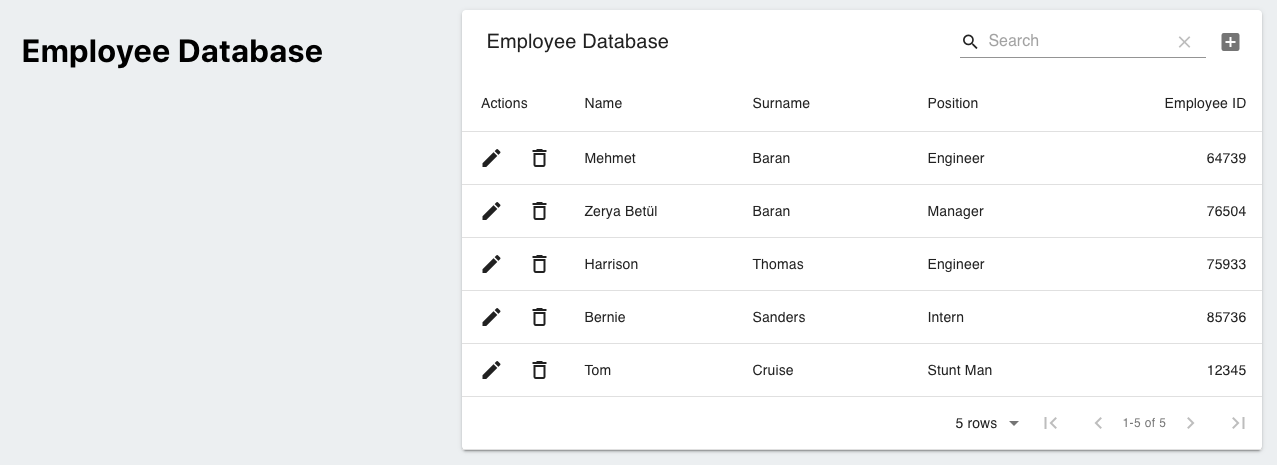 Employee Database
Employee Database
Search
Actions Name Surname Position Employee ID
Mehmet Baran Engineer 64739
Zerya Betül Baran Manager 76504
Harrison Thomas Engineer 75933
Bernie Sanders Intern 85736
Tom Cruise Stunt Man 12345
5 rows 1-5 of 5